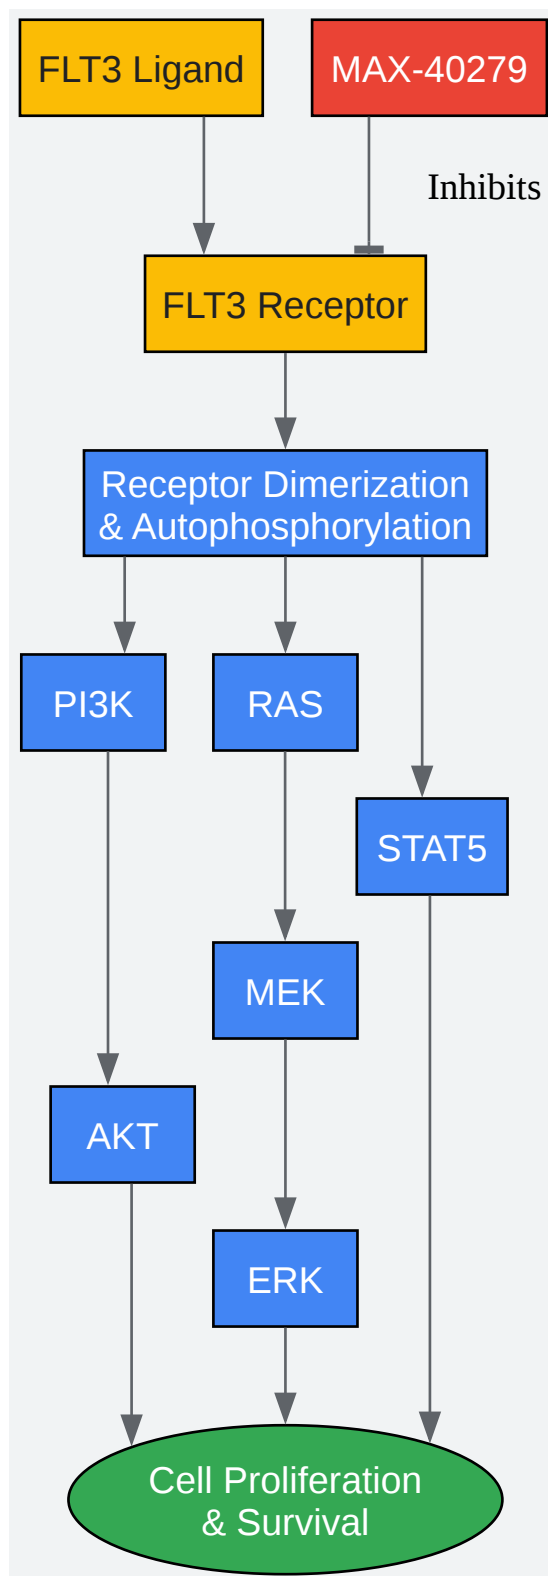 FLT3 Ligand
MAX-40279
Inhibits
FLT3 Receptor
Receptor Dimerization
& Autophosphorylation
PI3K
RAS
STAT5
MEK
AKT
ERK
Cell Proliferation
& Survival